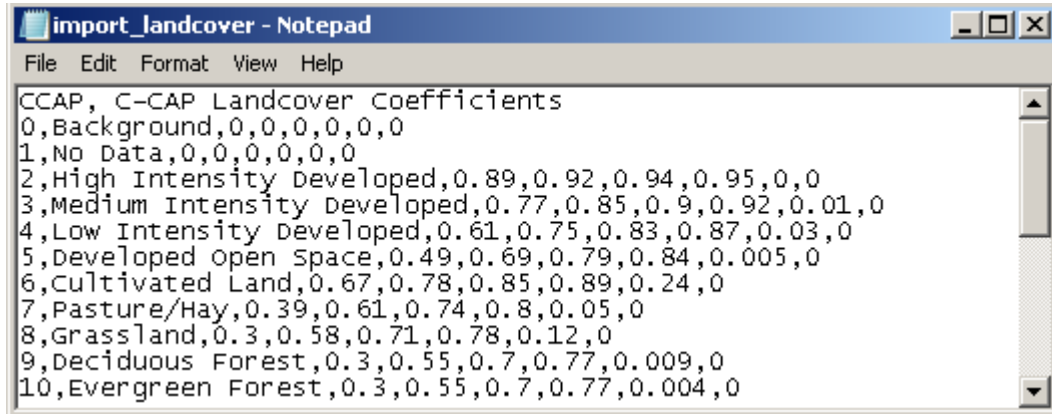 import_landcover - Notepad
File Edit Format View Help
CCAP, C-CAP Landcover Coefficients
0,Background,0,0,0,0,0,0
1,No Data,0,0,0,0,0,0
2,High Intensity Developed,0.89,0.92,0.94,0.95,0,0
3,Medium Intensity Developed,0.77,0.85,0.9,0.92,0.01,0
4,Low Intensity Developed,0.61,0.75,0.83,0.87,0.03,0
5,Developed Open Space,0.49,0.69,0.79,0.84,0.005,0
6,Cultivated Land,0.67,0.78,0.85,0.89,0.24,0
7,Pasture/Hay,0.39,0.61,0.74,0.8,0.05,0
8,Grassland,0.3,0.58,0.71,0.78,0.12,0
9,Deciduous Forest,0.3,0.55,0.7,0.77,0.009,0
10,Evergreen Forest,0.3,0.55,0.7,0.77,0.004,0